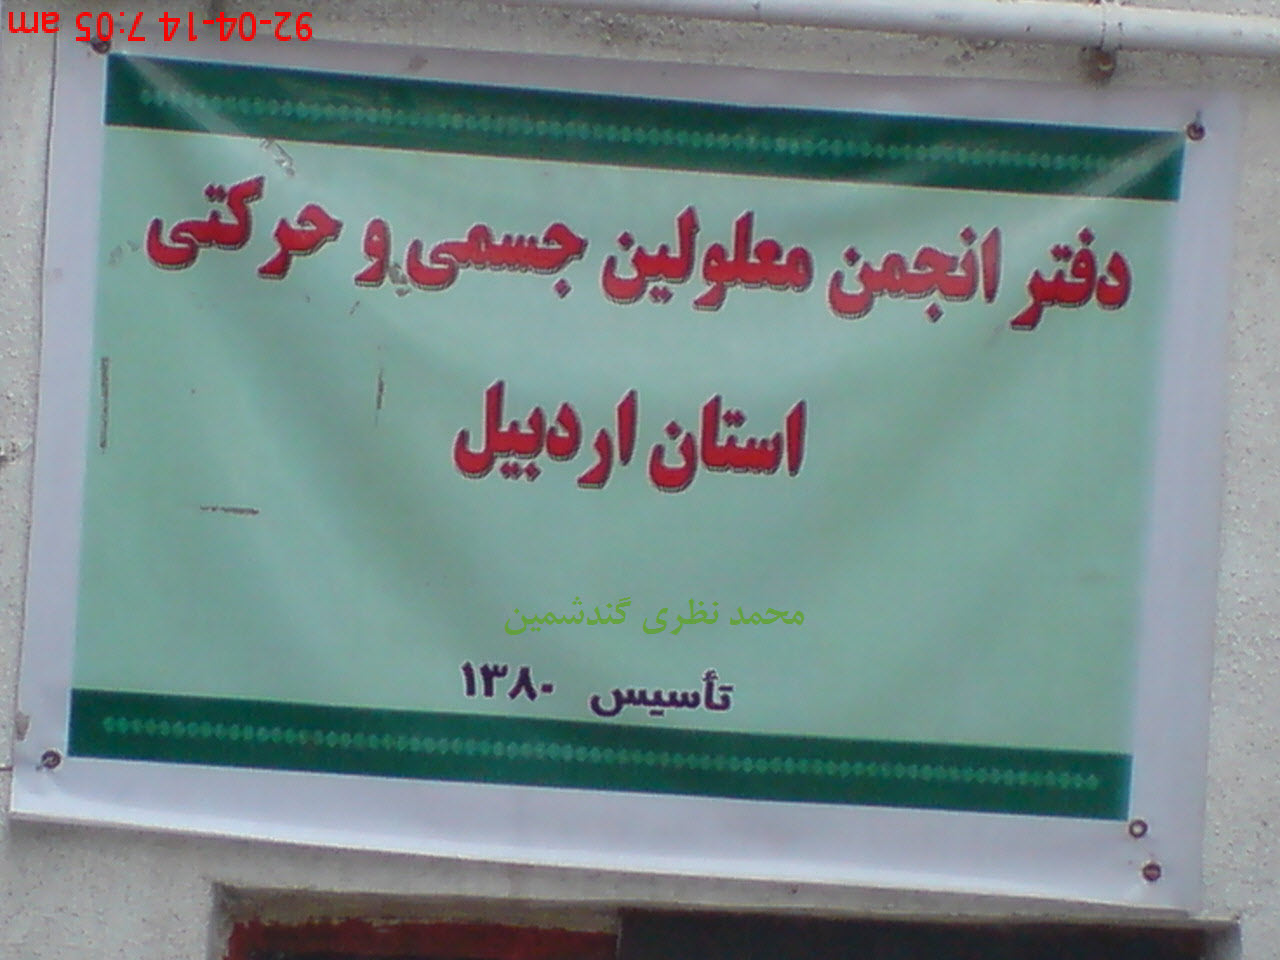 92-04-14 7:05 am
دفتر انجمن معلولین جسمی و حرکتی
استان اردبیل
محمد نظری گندشمین
تأسیس ۱۳۸۰